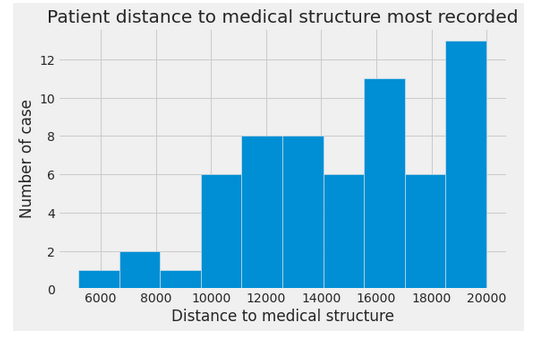 Patient distance to medical structure most recorded
12
10
8
6
4
2
0
Number of case
6000 8000 10000 12000 14000 16000 18000 20000
Distance to medical structure